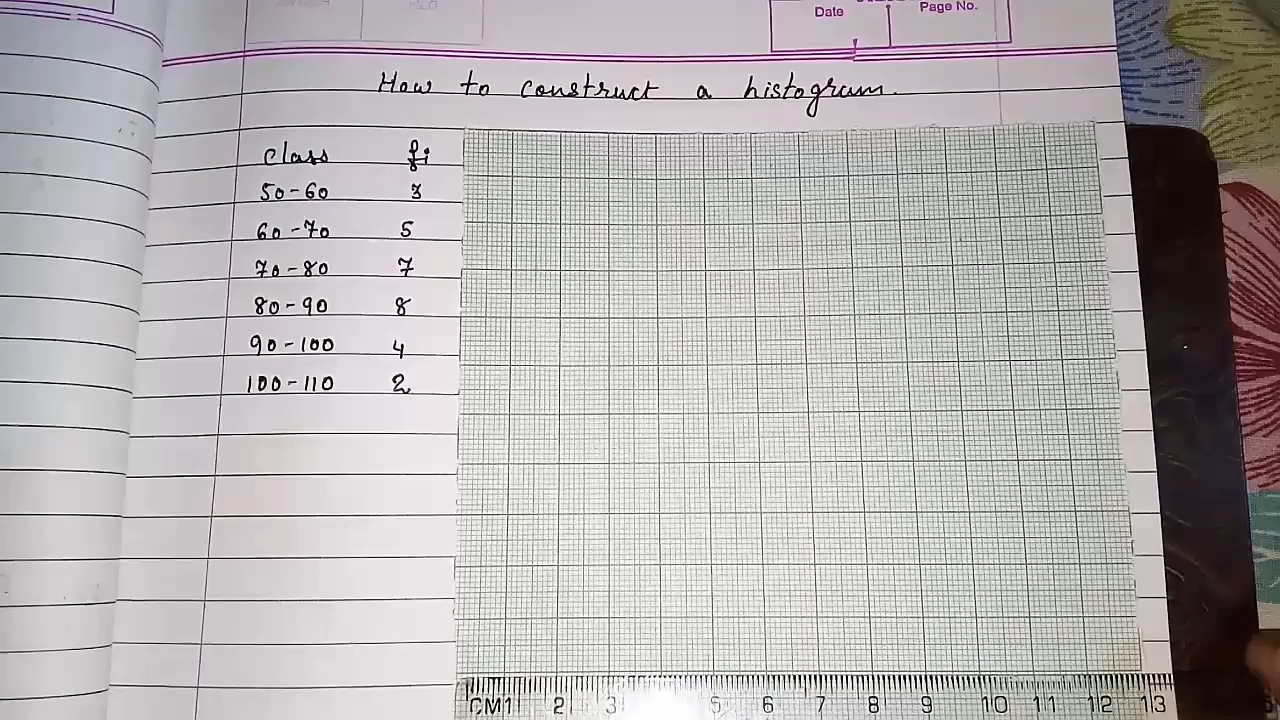 Date Page No.
How to construct a histogram.
class fi
50-60 3
60-70 5
70-80 7
80-90 8
90-100 4
100-110 2
CM1 2 3 5 6 7 8 9 10 11 12 13